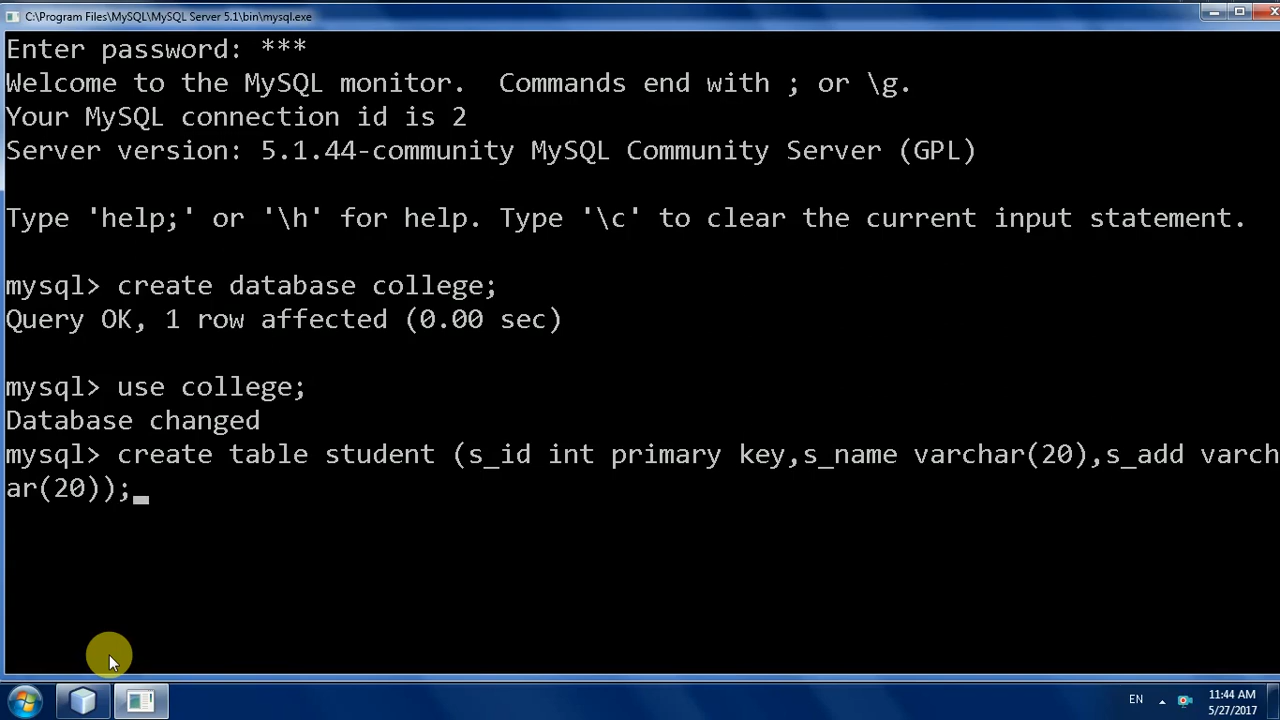 C:\Program Files\MySQL\MySQL Server 5.1\bin\mysql.exe
Enter password: ***
Welcome to the MySQL monitor.  Commands end with ; or \g.
Your MySQL connection id is 2
Server version: 5.1.44-community MySQL Community Server (GPL)
Type 'help;' or '\h' for help. Type '\c' to clear the current input statement.
mysql> create database college;
Query OK, 1 row affected (0.00 sec)
mysql> use college;
Database changed
mysql> create table student (s_id int primary key,s_name varchar(20),s_add varch
ar(20));
EN
11:44 AM
5/27/2017